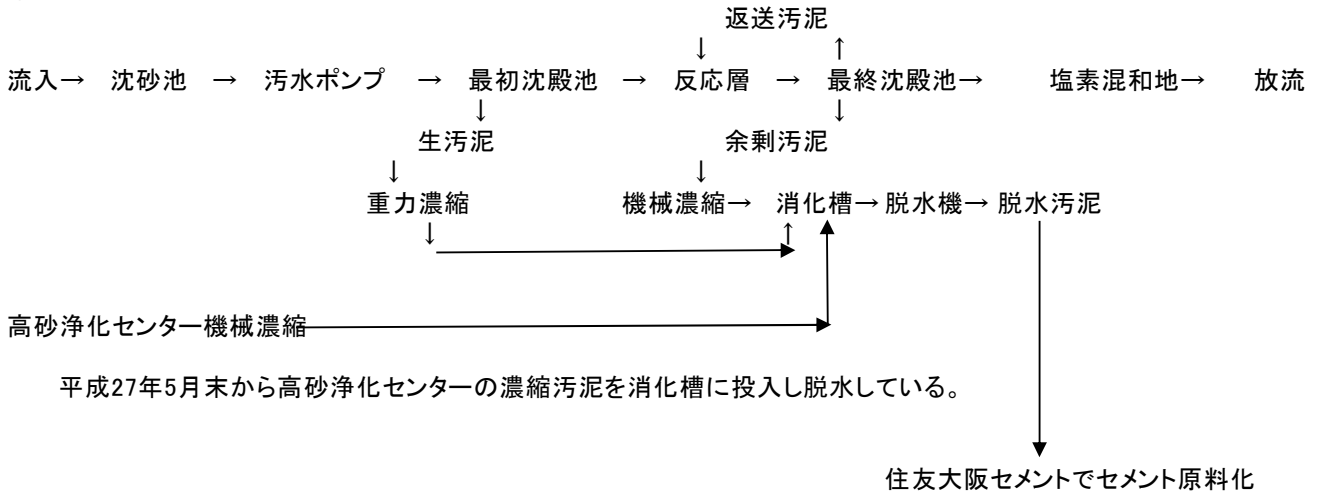 返送汚泥
↓ ↑
流入→ 沈砂池 → 汚水ポンプ → 最初沈殿池 → 反応層 → 最終沈殿池→ 塩素混和地→ 放流
↓ ↓
生汚泥 余剰汚泥
↓ ↓
重力濃縮 機械濃縮→ 消化槽→ 脱水機→ 脱水汚泥
↓ ↑
高砂浄化センター機械濃縮
平成27年5月末から高砂浄化センターの濃縮汚泥を消化槽に投入し脱水している。
住友大阪セメントでセメント原料化